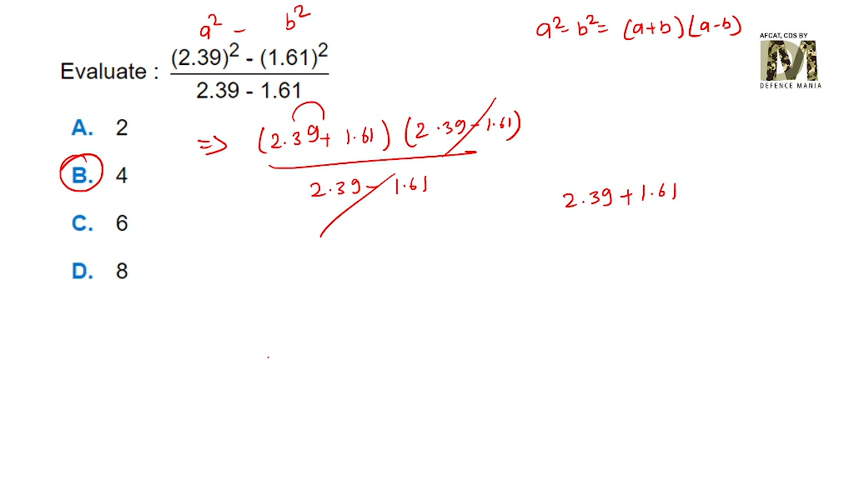 a² - b²
a² - b² = (a+b)(a-b)
AFCAT, CDS BY
DEFENCE MANIA
Evaluate : (2.39)² - (1.61)²
2.39 - 1.61
A. 2
=> (2.39 + 1.61) (2.39 - 1.61)
2.39 - 1.61
B. 4
2.39 + 1.61
C. 6
D. 8